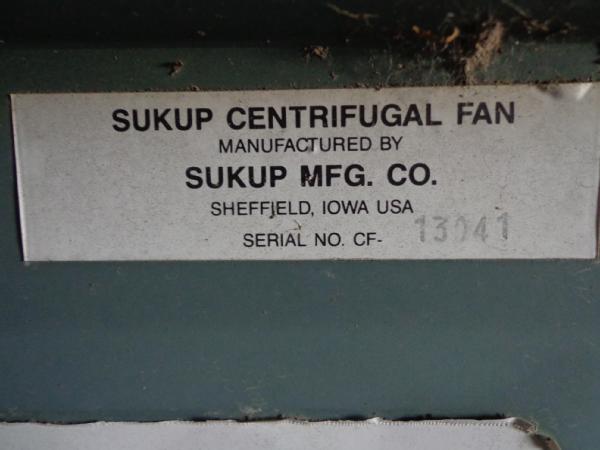 SUKUP CENTRIFUGAL FAN
MANUFACTURED BY
SUKUP MFG. CO.
SHEFFIELD, IOWA USA
SERIAL NO. CF- 13041